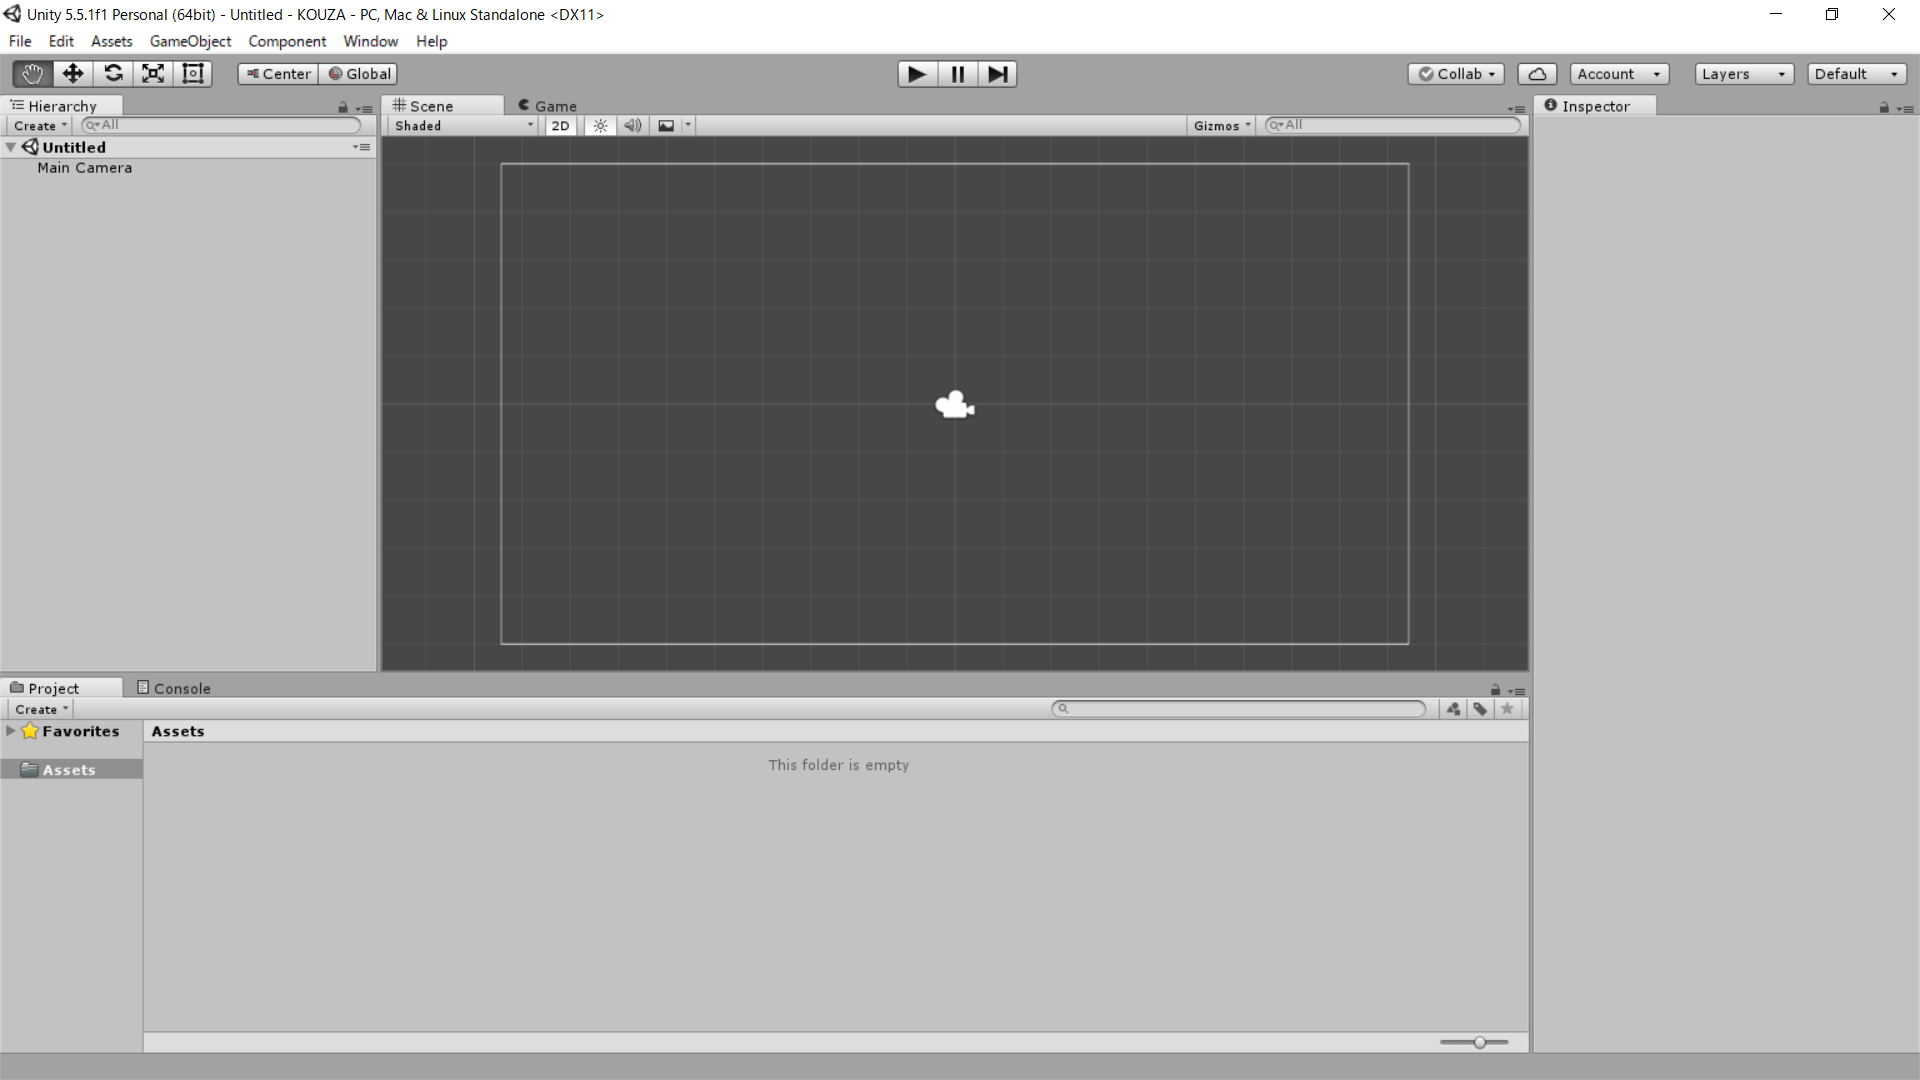 Unity 5.5.1f1 Personal (64bit) - Untitled - KOUZA - PC, Mac & Linux Standalone <DX11>
File Edit Assets GameObject Component Window Help
Center Global Collab Account Layers Default
Hierarchy Scene Game Inspector
Create All Shaded 2D Gizmos All
Untitled
Main Camera
Project Console
Create
Favorites Assets
Assets
This folder is empty